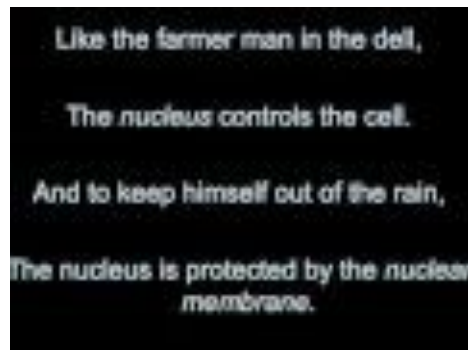 Like the farmer man in the dell,
The nucleus controls the cell.
And to keep himself out of the rain,
The nucleus is protected by the nuclear
membrane.